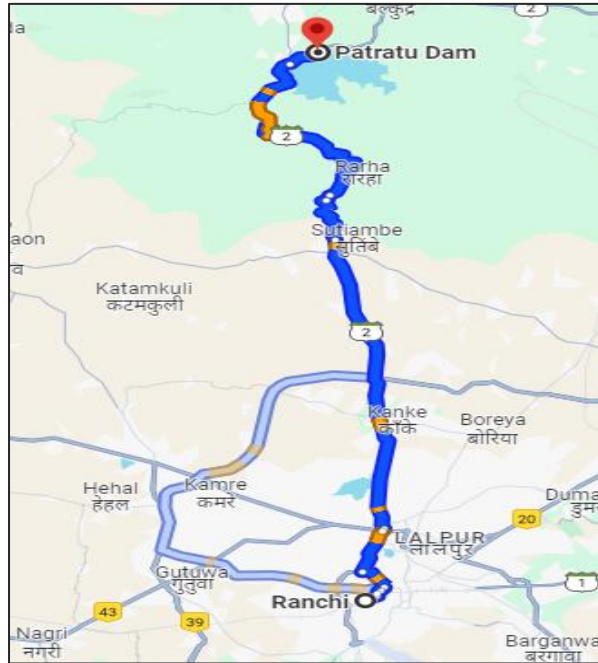 बेल्कुद्र
2
Patratu Dam
2
Rarha
रारहा
Sutiambe
सुतिंबे
Katamkuli
कटमकुली
2
Kanke
काँके
Boreya
बोरिया
Hehal
हेहल
Kamre
कमरे
LALPUR
लालपुर
20
Gutuwa
गुतुवा
Ranchi
1
43
39
Nagri
नगरी
Barganwa
बरगावा